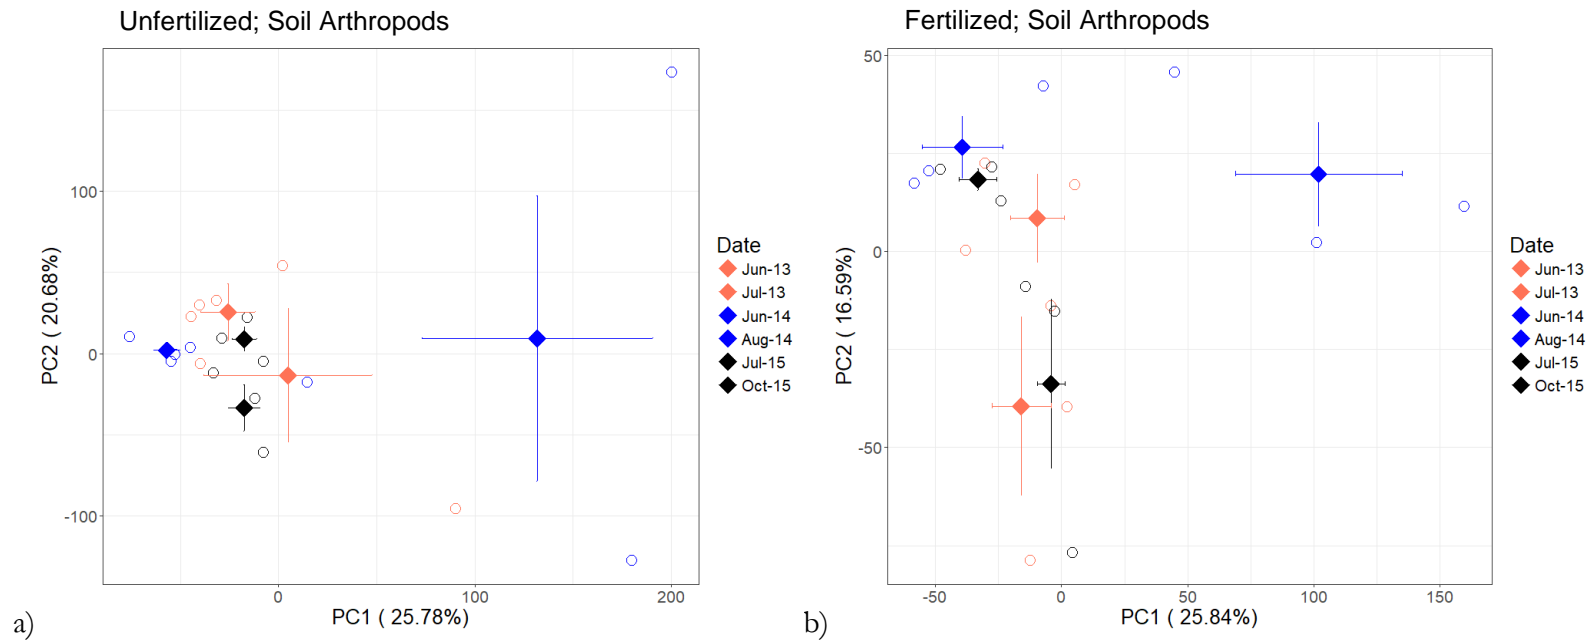 Unfertilized; Soil Arthropods
100
0
-100
PC2 ( 20.68%)
0
100
200
PC1 ( 25.78%)
Date
Jun-13
Jul-13
Jun-14
Aug-14
Jul-15
Oct-15
a)
Fertilized; Soil Arthropods
50
0
-50
PC2 ( 16.59%)
-50
0
50
100
150
PC1 ( 25.84%)
Date
Jun-13
Jul-13
Jun-14
Aug-14
Jul-15
Oct-15
b)